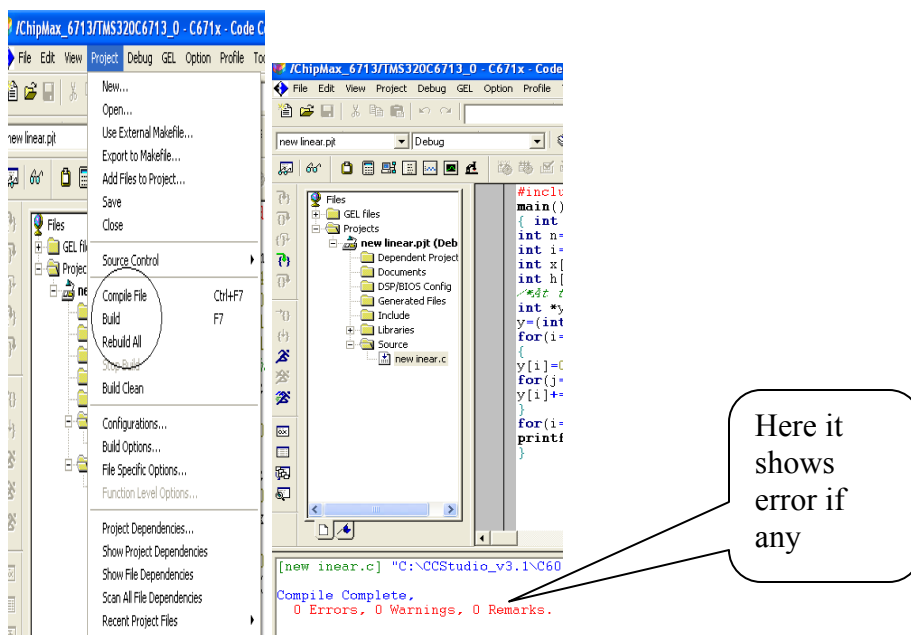 /ChipMax_6713/TMS320C6713_0 - C671x - Code C
File Edit View Project Debug GEL Option Profile
New...
Open...
Use External Makefile...
Export to Makefile...
Add Files to Project...
Save
Close
Source Control
Compile File Ctrl+F7
Build F7
Rebuild All
Stop Build
Build Clean
Configurations...
Build Options...
File Specific Options...
Function Level Options...
Project Dependencies...
Show Project Dependencies
Show File Dependencies
Scan All File Dependencies
Recent Project Files
new linear.pjt
Files
GEL fil
Projec
ne
/ChipMax_6713/TMS320C6713_0 - C671x - Code
File Edit View Project Debug GEL Option Profile
new linear.pjt Debug
Files
GEL files
Projects
new linear.pjt (Deb
Dependent Project
Documents
DSP/BIOS Config
Generated Files
Include
Libraries
Source
new inear.c
#inclu
main()
{ int
int n=
int i=
int x[
int h[
/*At t
int *y
y=(int
for(i=
{
y[i]=0
for(j=
y[i]+=
}
for(i=
printf
}
[new inear.c] "C:\CCStudio_v3.1\C60
Compile Complete,
0 Errors, 0 Warnings, 0 Remarks.
Here it
shows
error if
any